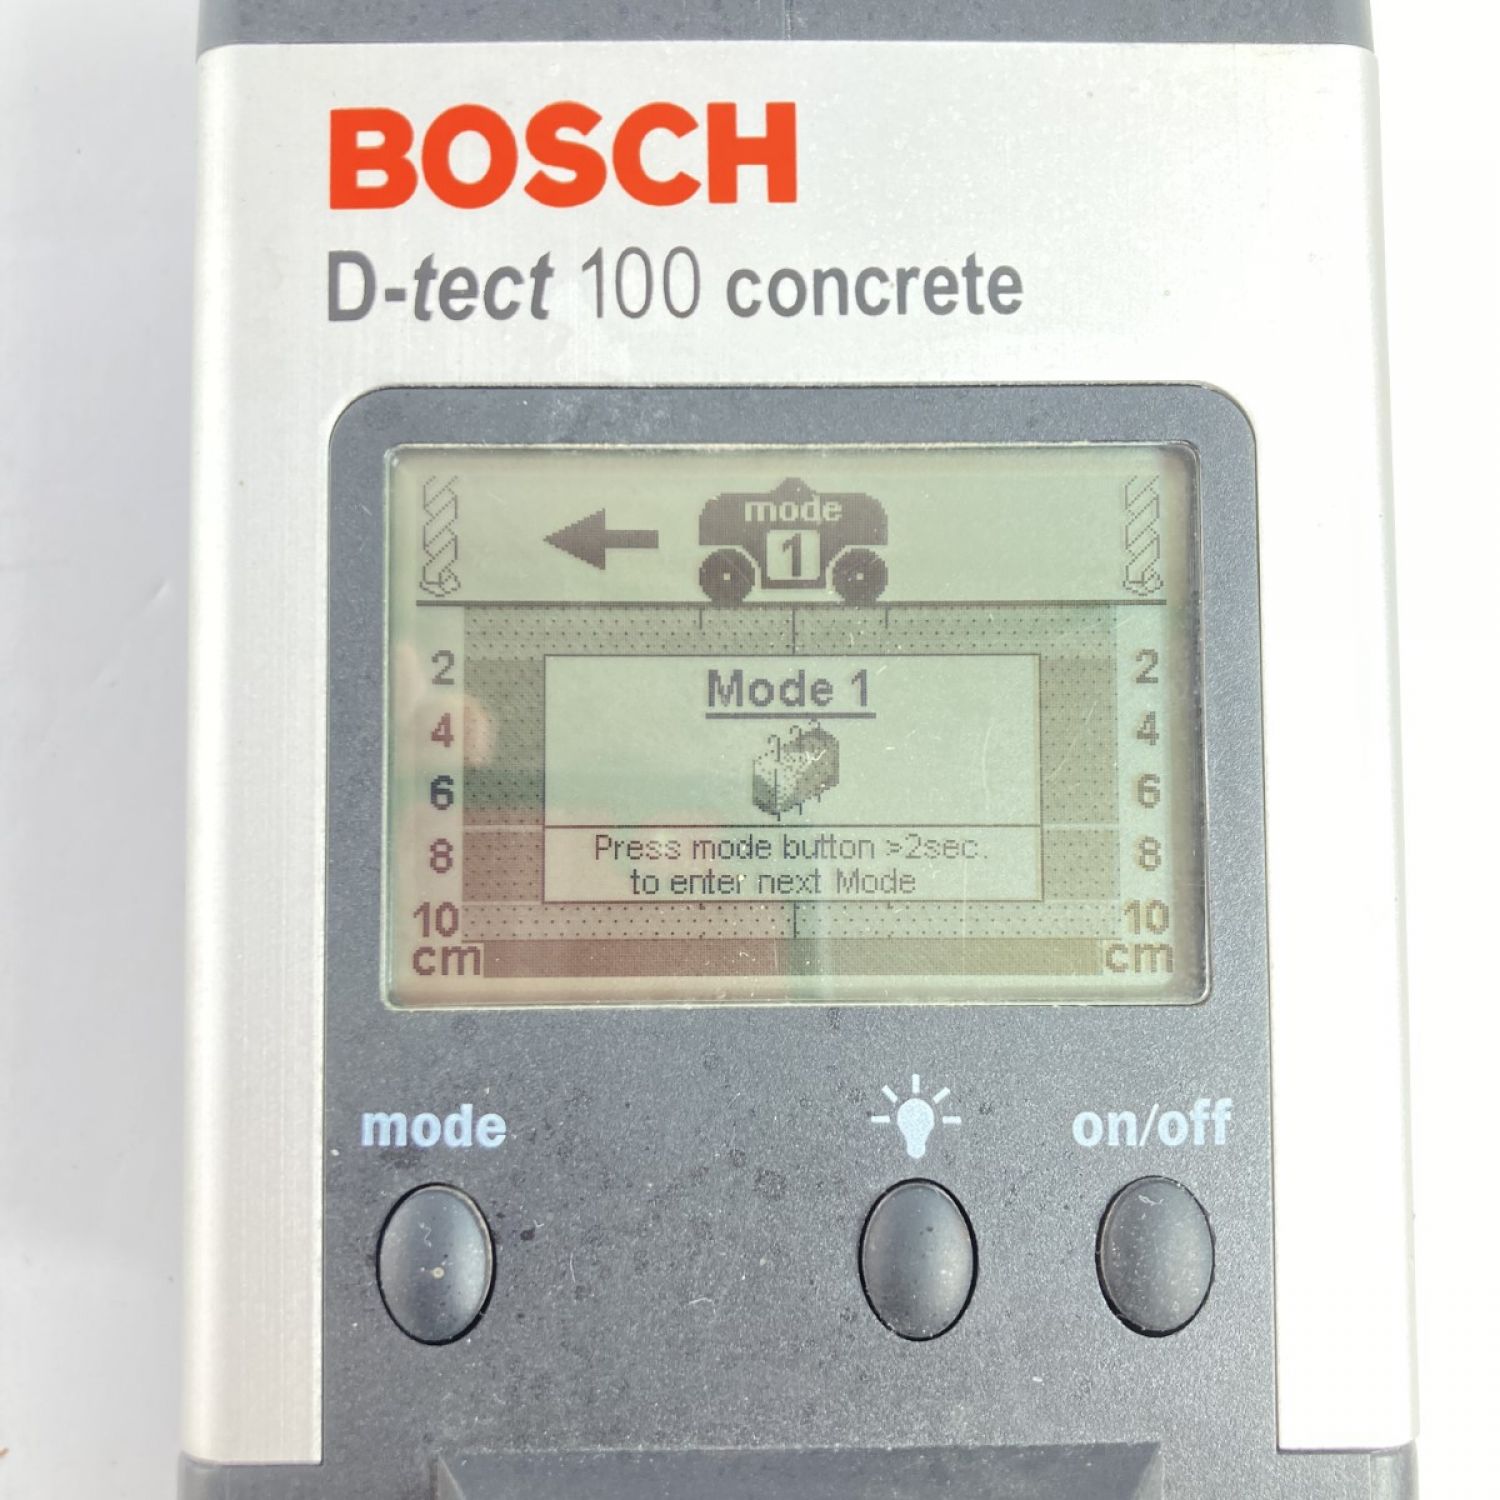 BOSCH
D-tect 100 concrete
mode
1
2 2
4 4
6 6
8 8
10 10
cm cm
Mode 1
Press mode button >2sec.
to enter next Mode
mode on/off